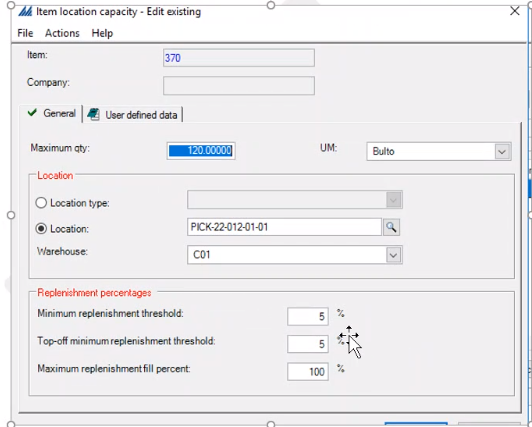 Item location capacity - Edit existing
File Actions Help
Item: 370
Company:
General User defined data
Maximum qty: 120.00000 UM: Bulto
Location
Location type:
Location: PICK-22-012-01-01
Warehouse: C01
Replenishment percentages
Minimum replenishment threshold: 5 %
Top-off minimum replenishment threshold: 5 %
Maximum replenishment fill percent: 100 %